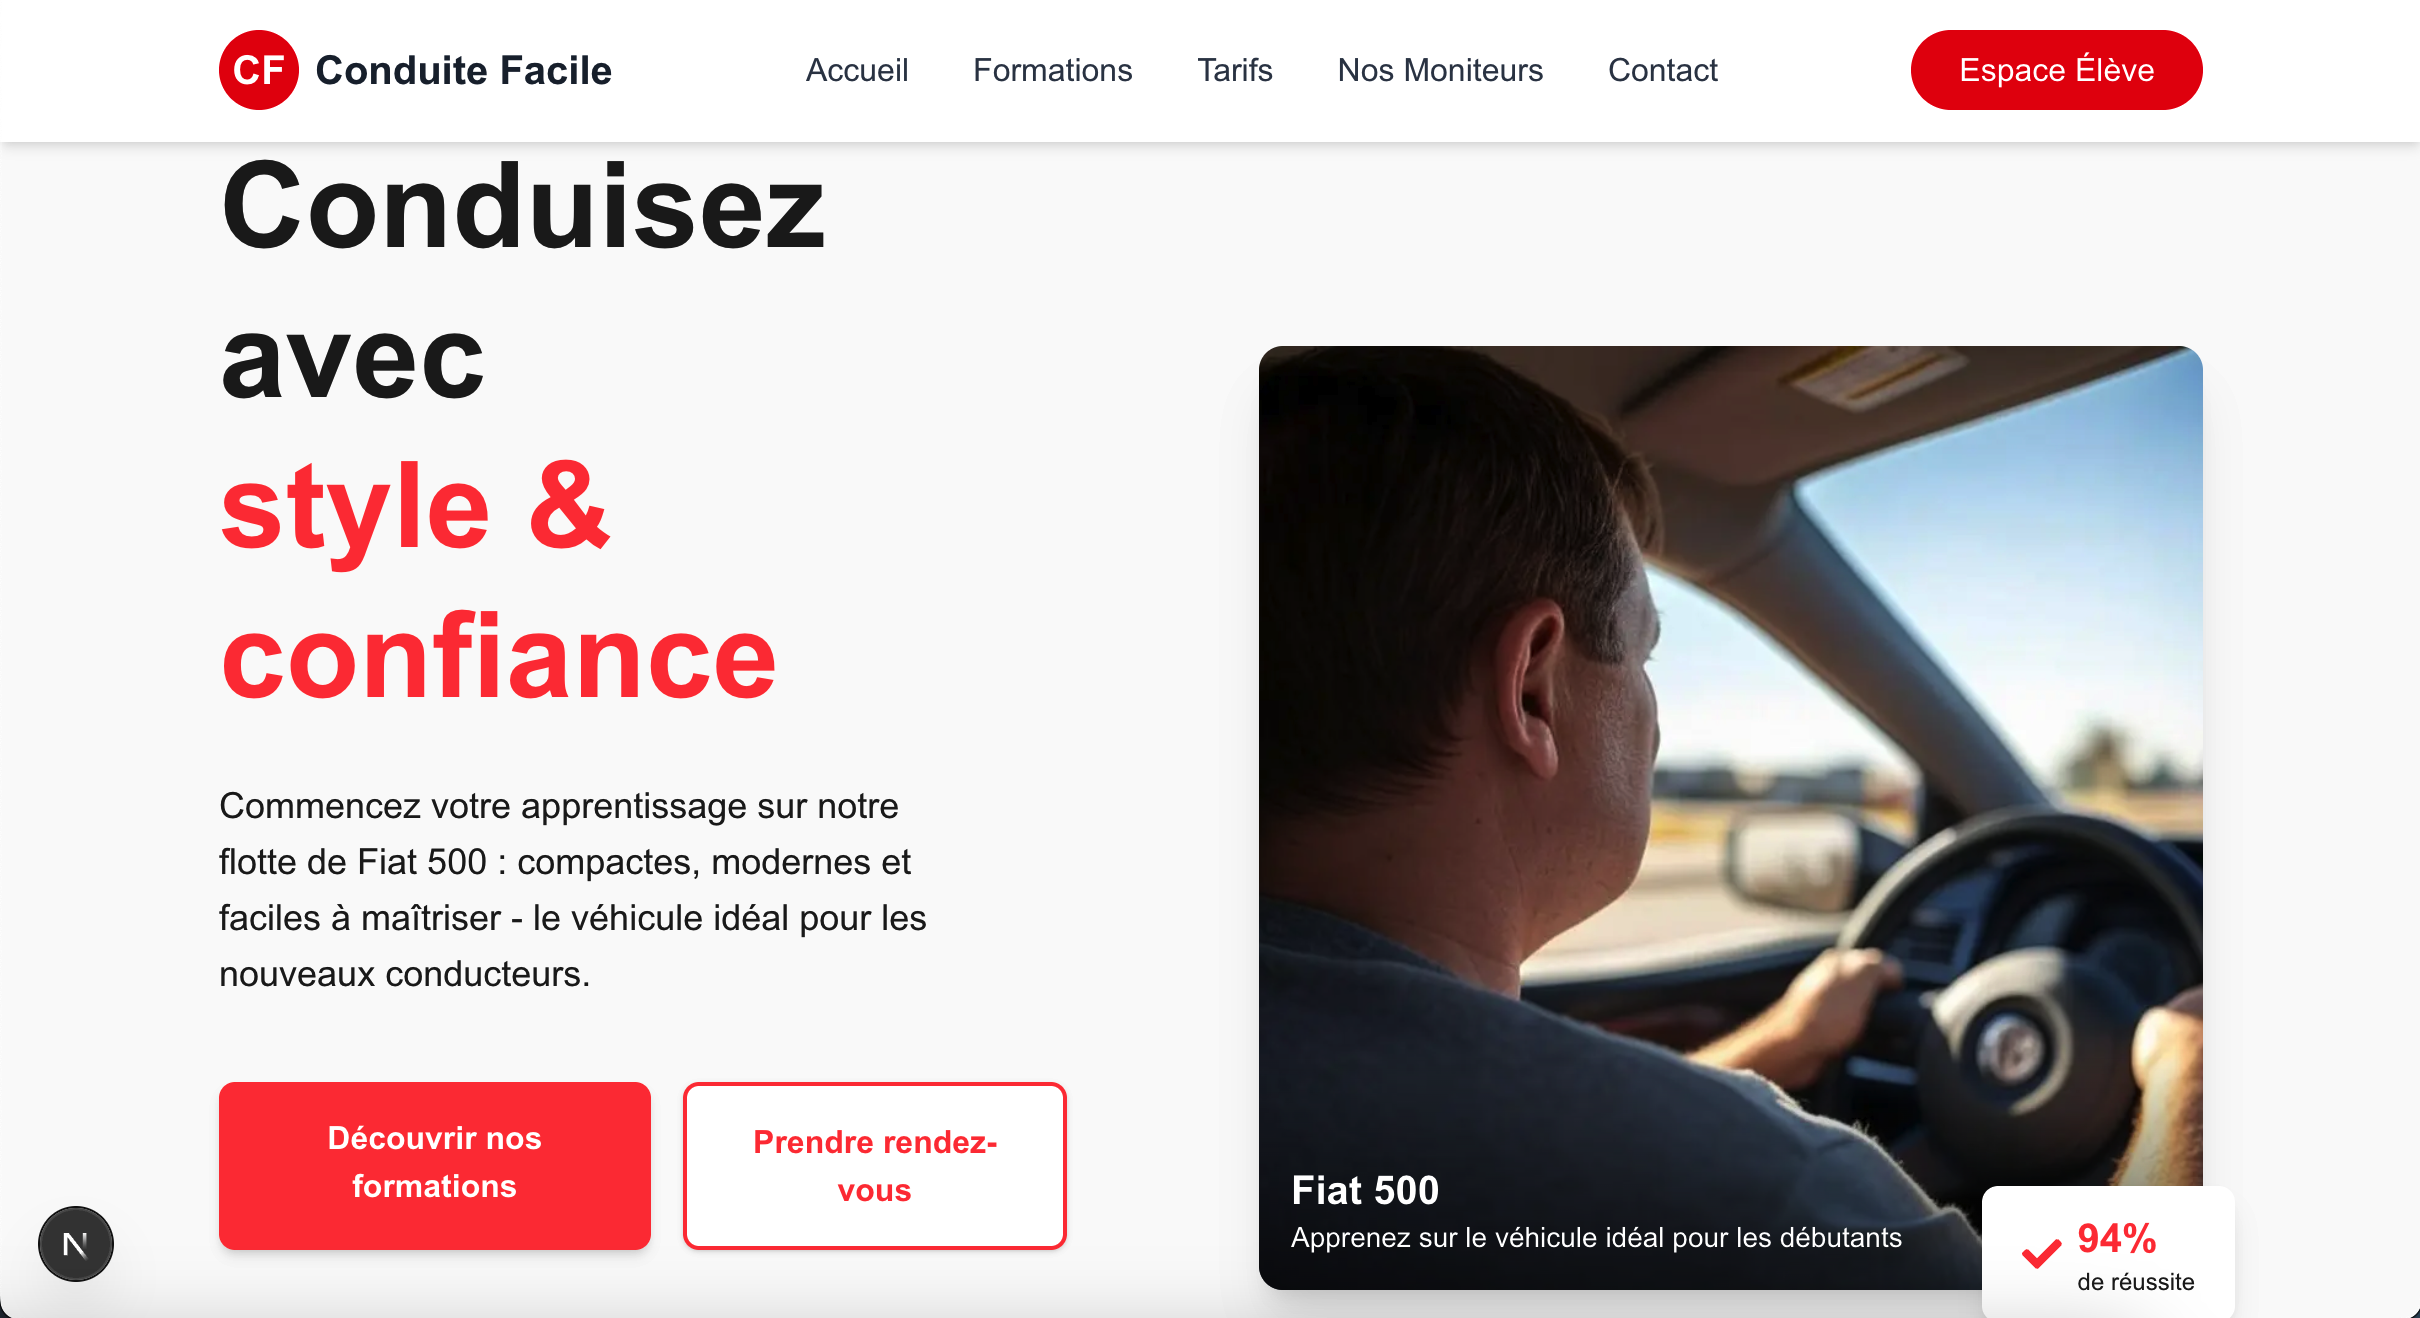 CF Conduite Facile
Accueil Formations Tarifs Nos Moniteurs Contact
Espace Élève
Conduisez
avec
style &
confiance
Commencez votre apprentissage sur notre
flotte de Fiat 500 : compactes, modernes et
faciles à maîtriser - le véhicule idéal pour les
nouveaux conducteurs.
Découvrir nos
formations
Prendre rendez-
vous
Fiat 500
Apprenez sur le véhicule idéal pour les débutants
94%
de réussite
N